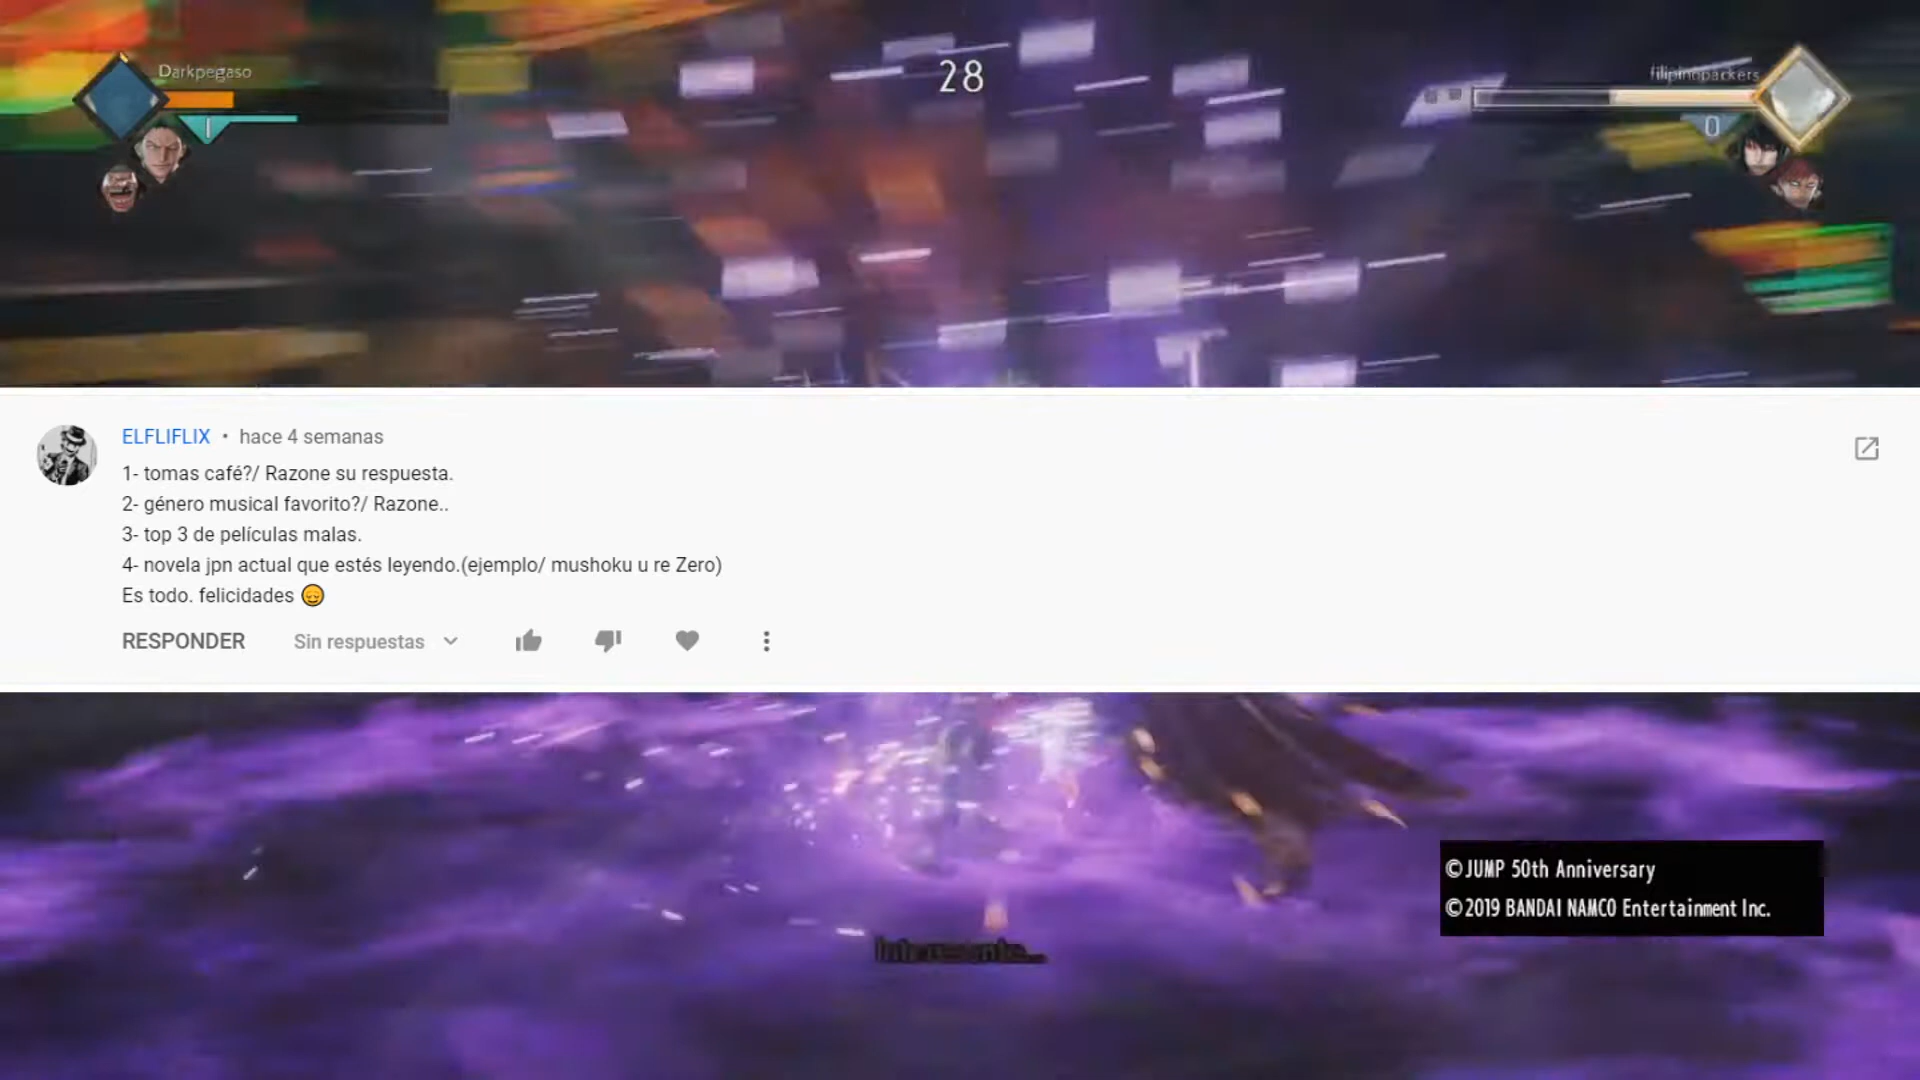 Darkpegaso
28
filipinopackers
0
ELFLIFLIX • hace 4 semanas
1- tomas café?/ Razone su respuesta.
2- género musical favorito?/ Razone..
3- top 3 de películas malas.
4- novela jpn actual que estés leyendo.(ejemplo/ mushoku u re Zero)
Es todo. felicidades 😌
RESPONDER Sin respuestas
©JUMP 50th Anniversary
©2019 BANDAI NAMCO Entertainment Inc.
Interesante...